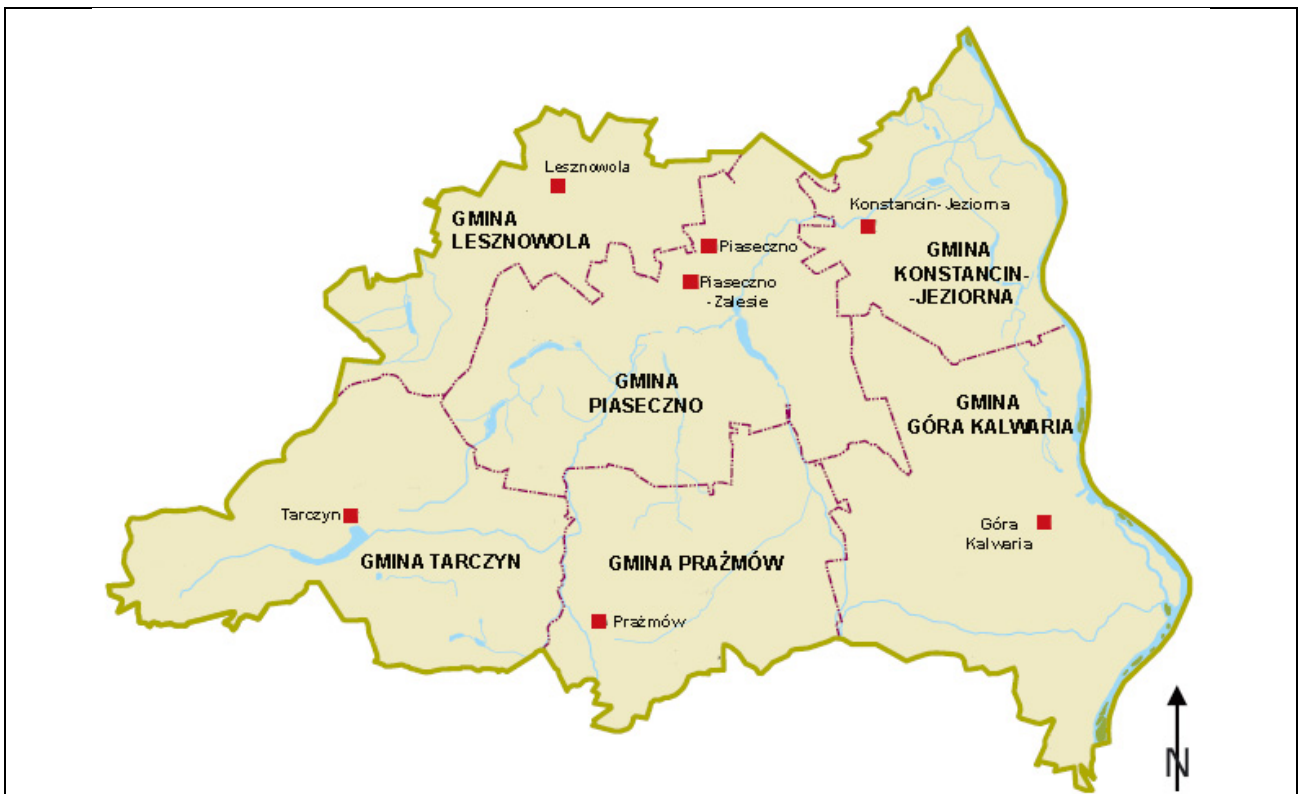 Lesznowola
GMINA
LESZNOWOLA
Konstancin-Jeziorna
Piaseczno
GMINA
KONSTANCIN-
-JEZIORNA
Piaseczno
-Zalesie
GMINA
PIASECZNO
GMINA
GÓRA KALWARIA
Tarczyn
Góra
Kalwaria
GMINA TARCZYN
GMINA PRAŻMÓW
Prażmów
N